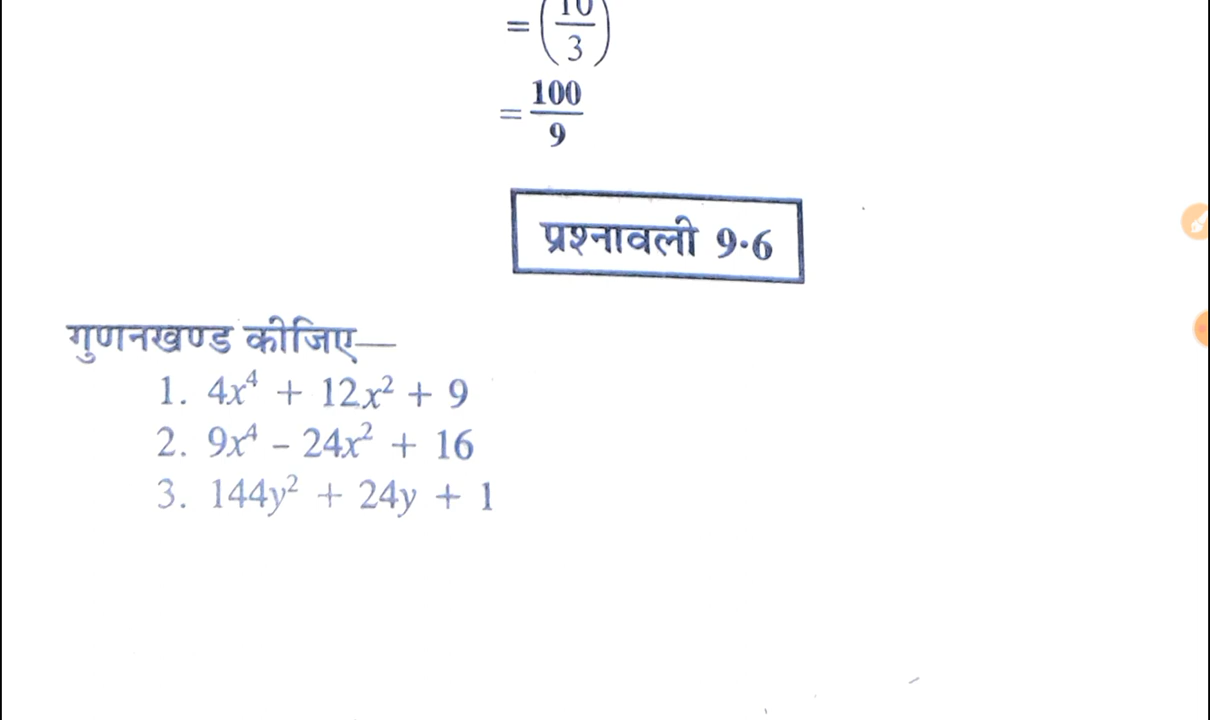 = (10/3)
= 100/9
प्रश्नावली 9·6
गुणनखण्ड कीजिए—
1. 4x⁴ + 12x² + 9
2. 9x⁴ – 24x² + 16
3. 144y² + 24y + 1